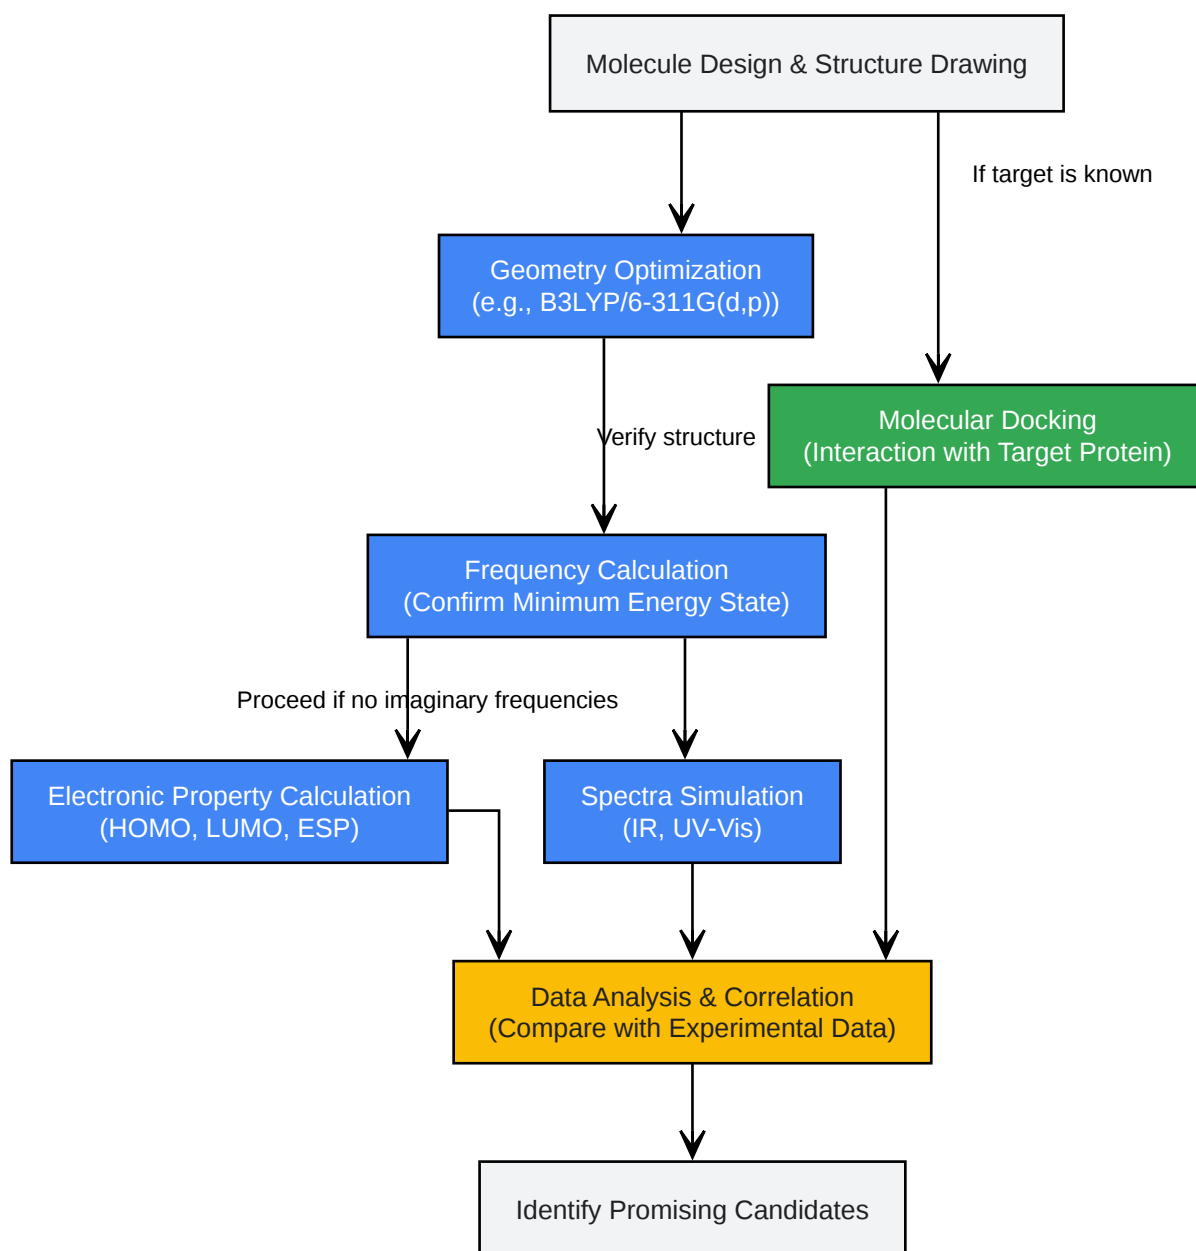 Molecule Design & Structure Drawing
If target is known
Geometry Optimization
(e.g., B3LYP/6-311G(d,p))
Molecular Docking
(Interaction with Target Protein)
Verify structure
Frequency Calculation
(Confirm Minimum Energy State)
Proceed if no imaginary frequencies
Electronic Property Calculation
(HOMO, LUMO, ESP)
Spectra Simulation
(IR, UV-Vis)
Data Analysis & Correlation
(Compare with Experimental Data)
Identify Promising Candidates